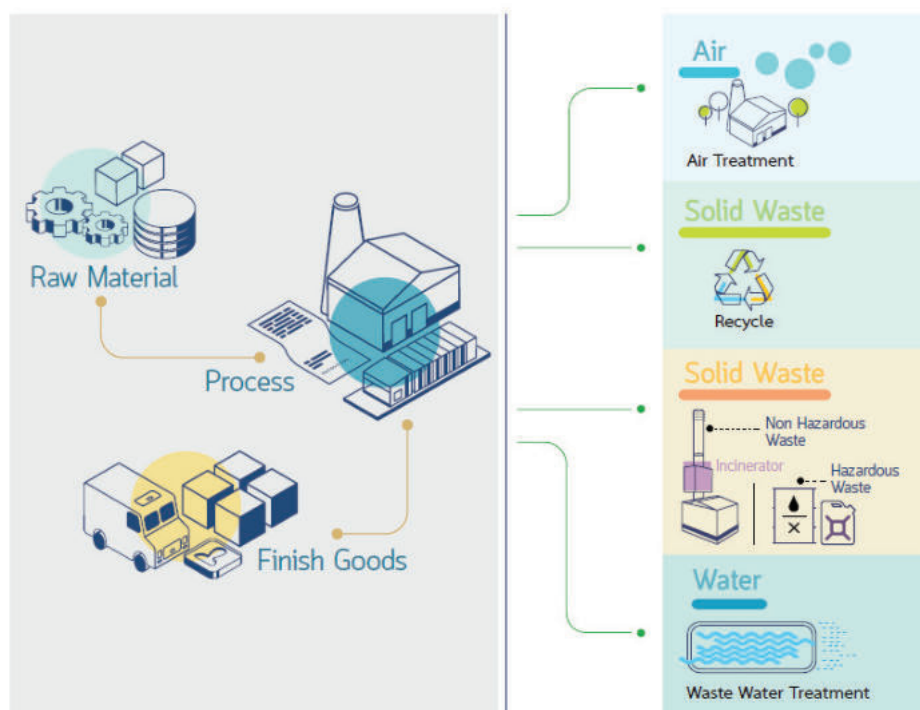 Raw Material
Process
Finish Goods
Air
Air Treatment
Solid Waste
Recycle
Solid Waste
Non Hazardous
Waste
Incinerator
Hazardous
Waste
Water
Waste Water Treatment